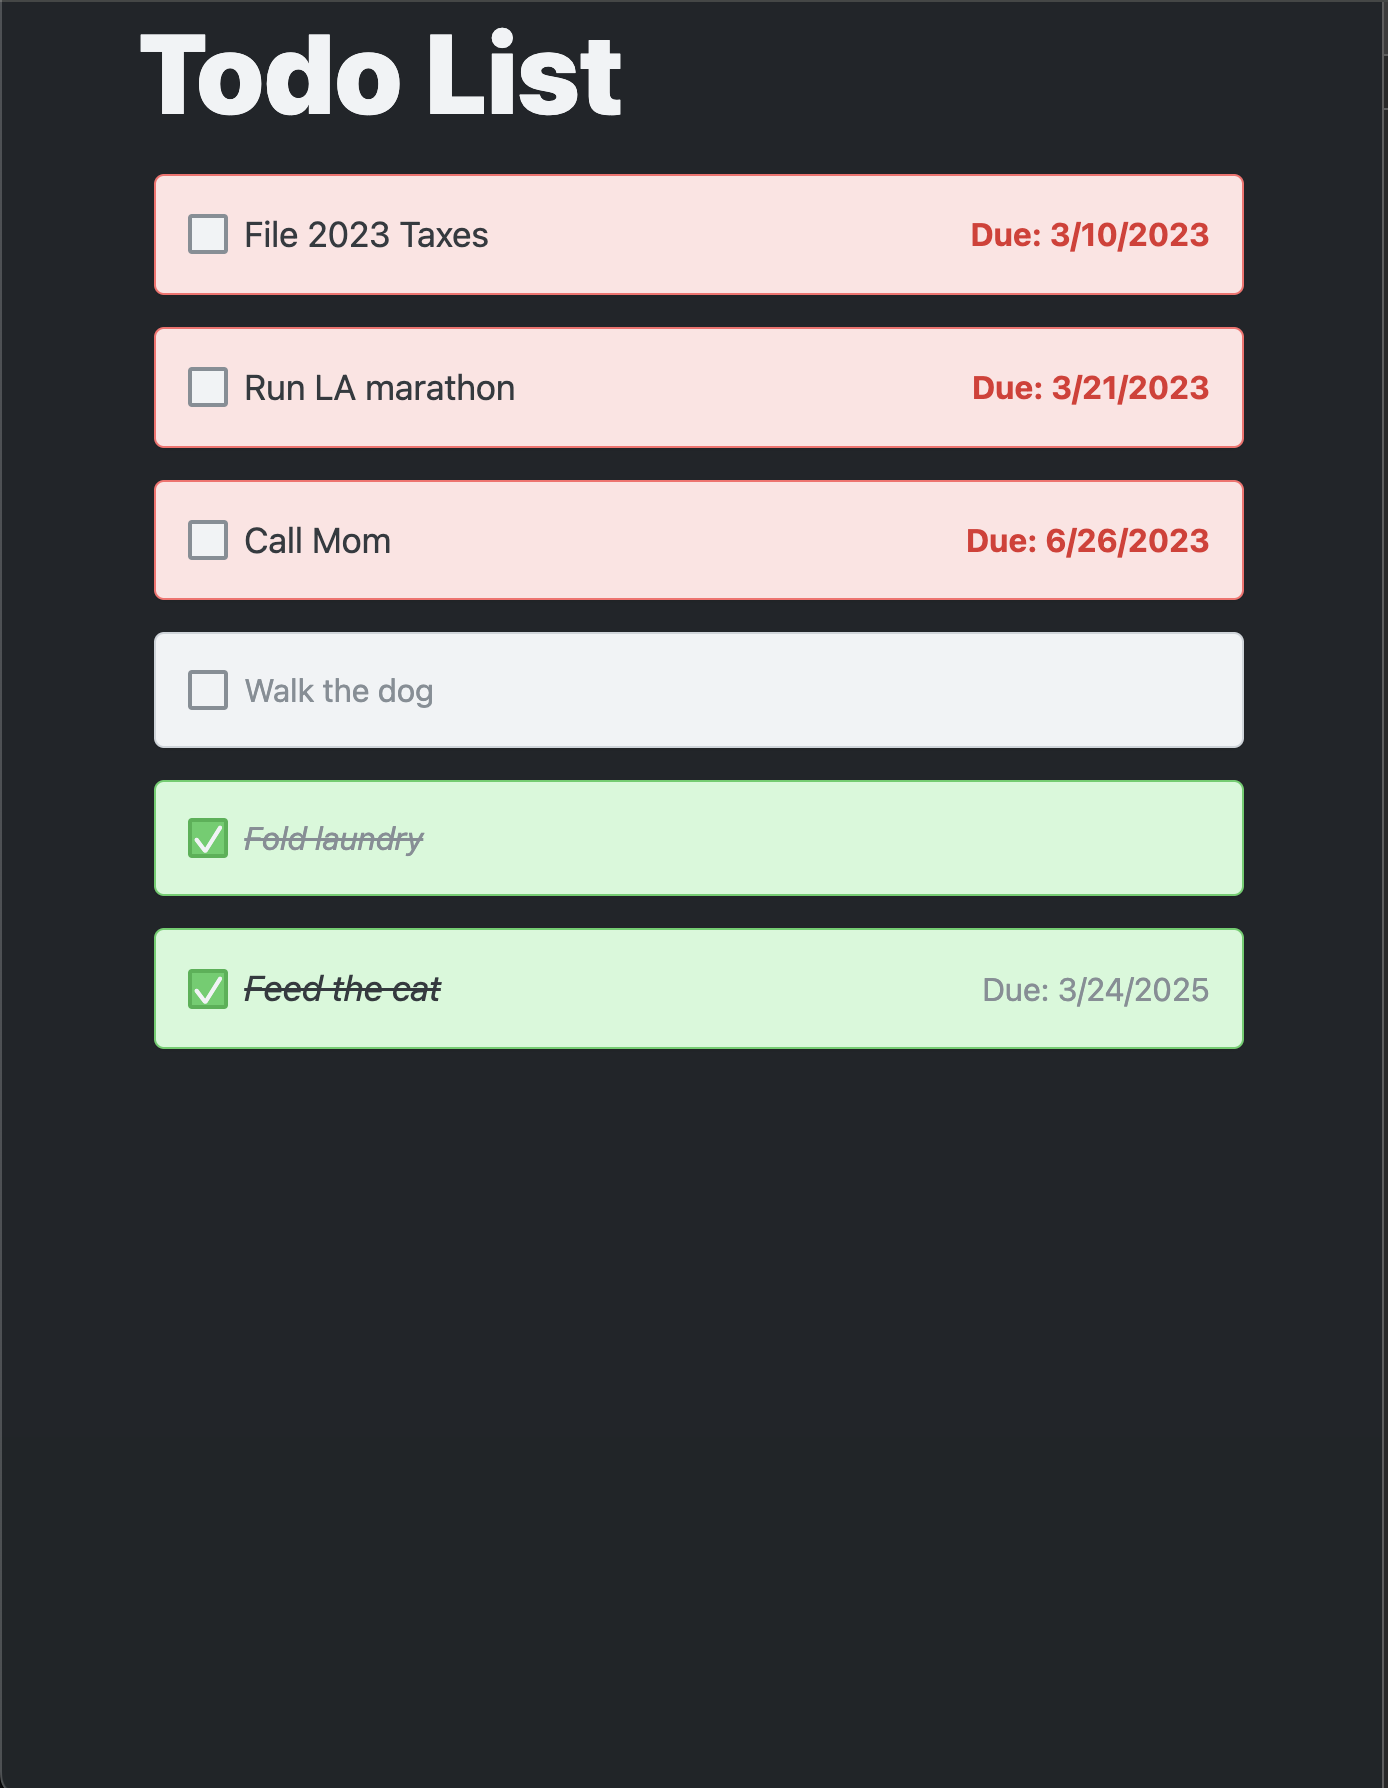 Todo List
File 2023 Taxes Due: 3/10/2023
Run LA marathon Due: 3/21/2023
Call Mom Due: 6/26/2023
Walk the dog
Fold laundry
Feed the cat Due: 3/24/2025